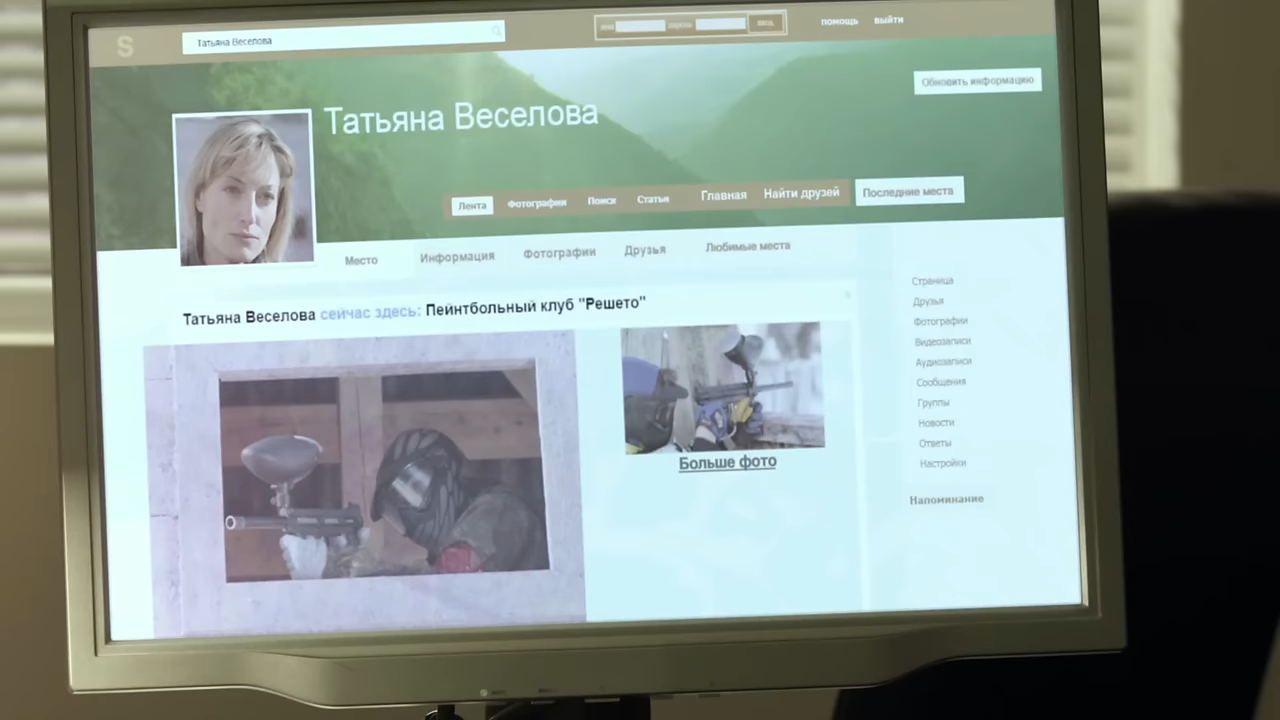 S
Татьяна Веселова
помощь выйти
Обновить информацию
Татьяна Веселова
Лента Фотографии Поиск Статьи Главная Найти друзей Последние места
Место Информация Фотографии Друзья Любимые места
Татьяна Веселова сейчас здесь: Пейнтбольный клуб "Решето"
Больше фото
Страница
Друзья
Фотографии
Видеозаписи
Аудиозаписи
Сообщения
Группы
Новости
Ответы
Настройки
Напоминание